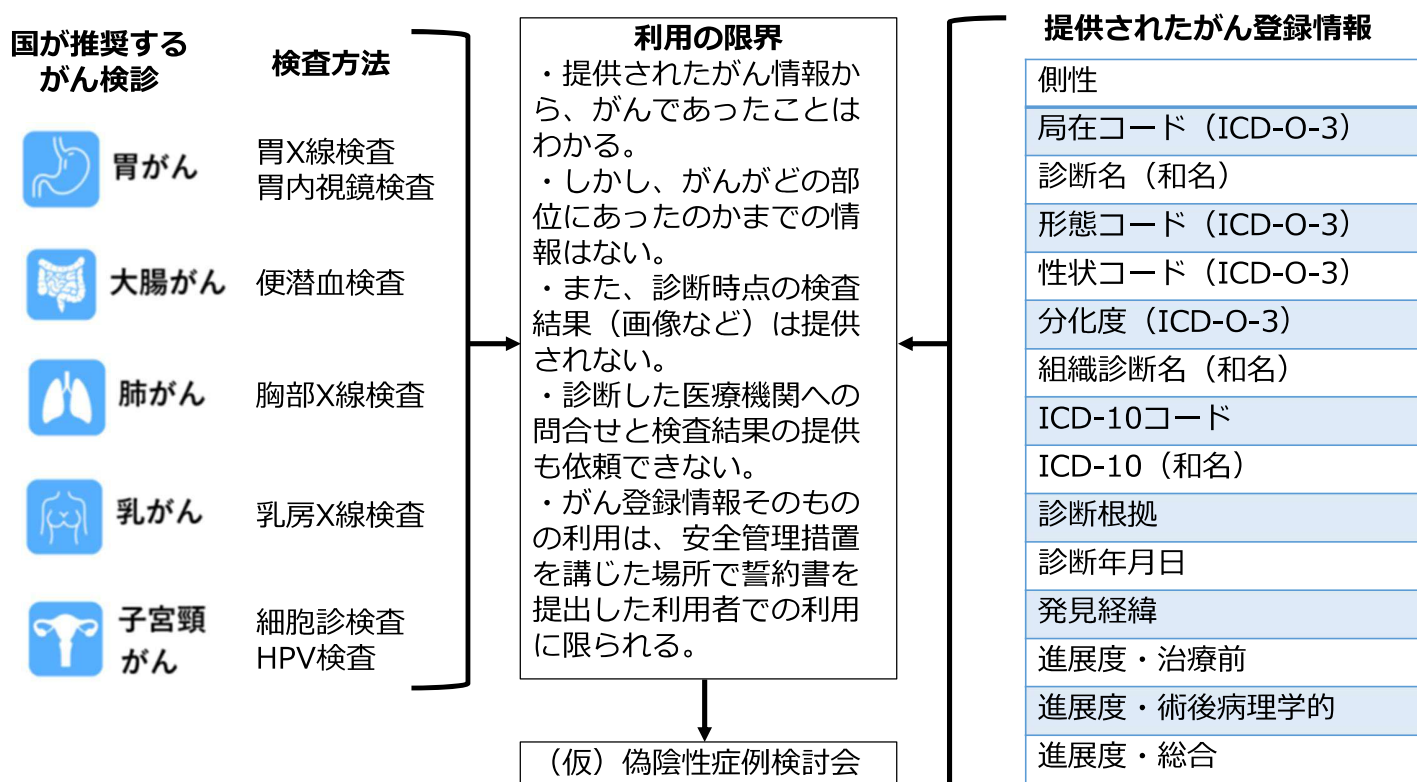 国が推奨する
がん検診
検査方法
胃がん
胃X線検査
胃内視鏡検査
大腸がん
便潜血検査
肺がん
胸部X線検査
乳がん
乳房X線検査
子宮頸
がん
細胞診検査
HPV検査
利用の限界
・提供されたがん情報か
ら、がんであったことは
わかる。
・しかし、がんがどの部
位にあったのかまでの情
報はない。
・また、診断時点の検査
結果（画像など）は提供
されない。
・診断した医療機関への
問合せと検査結果の提供
も依頼できない。
・がん登録情報そのもの
の利用は、安全管理措置
を講じた場所で誓約書を
提出した利用者での利用
に限られる。
（仮）偽陰性症例検討会
提供されたがん登録情報
側性
局在コード（ICD-O-3）
診断名（和名）
形態コード（ICD-O-3）
性状コード（ICD-O-3）
分化度（ICD-O-3）
組織診断名（和名）
ICD-10コード
ICD-10（和名）
診断根拠
診断年月日
発見経緯
進展度・治療前
進展度・術後病理学的
進展度・総合